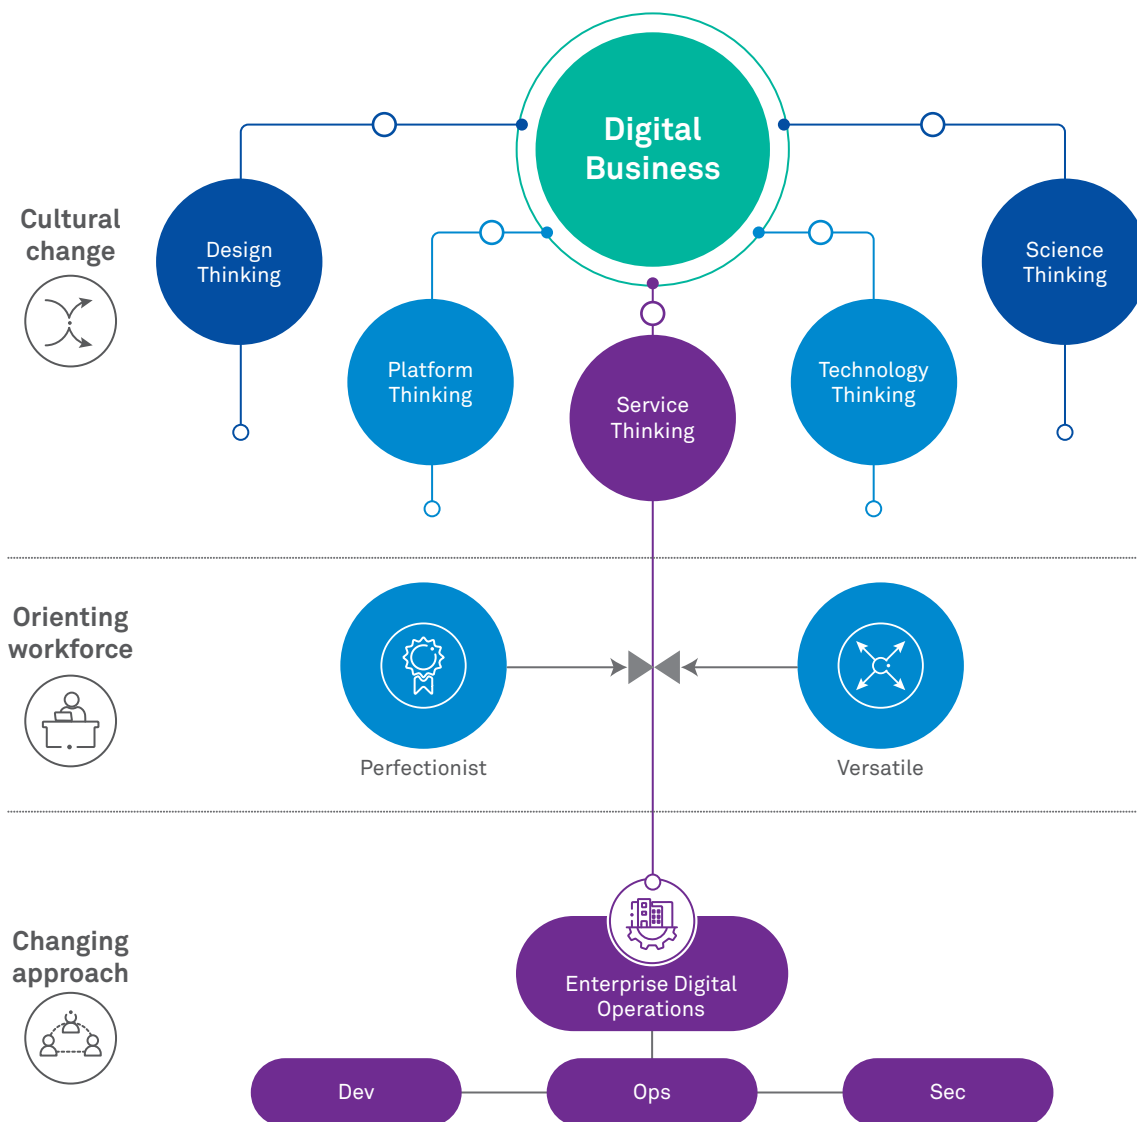 Digital
Business
Cultural
change
Design
Thinking
Science
Thinking
Platform
Thinking
Technology
Thinking
Service
Thinking
Orienting
workforce
Perfectionist
Versatile
Changing
approach
Enterprise Digital
Operations
Dev
Ops
Sec